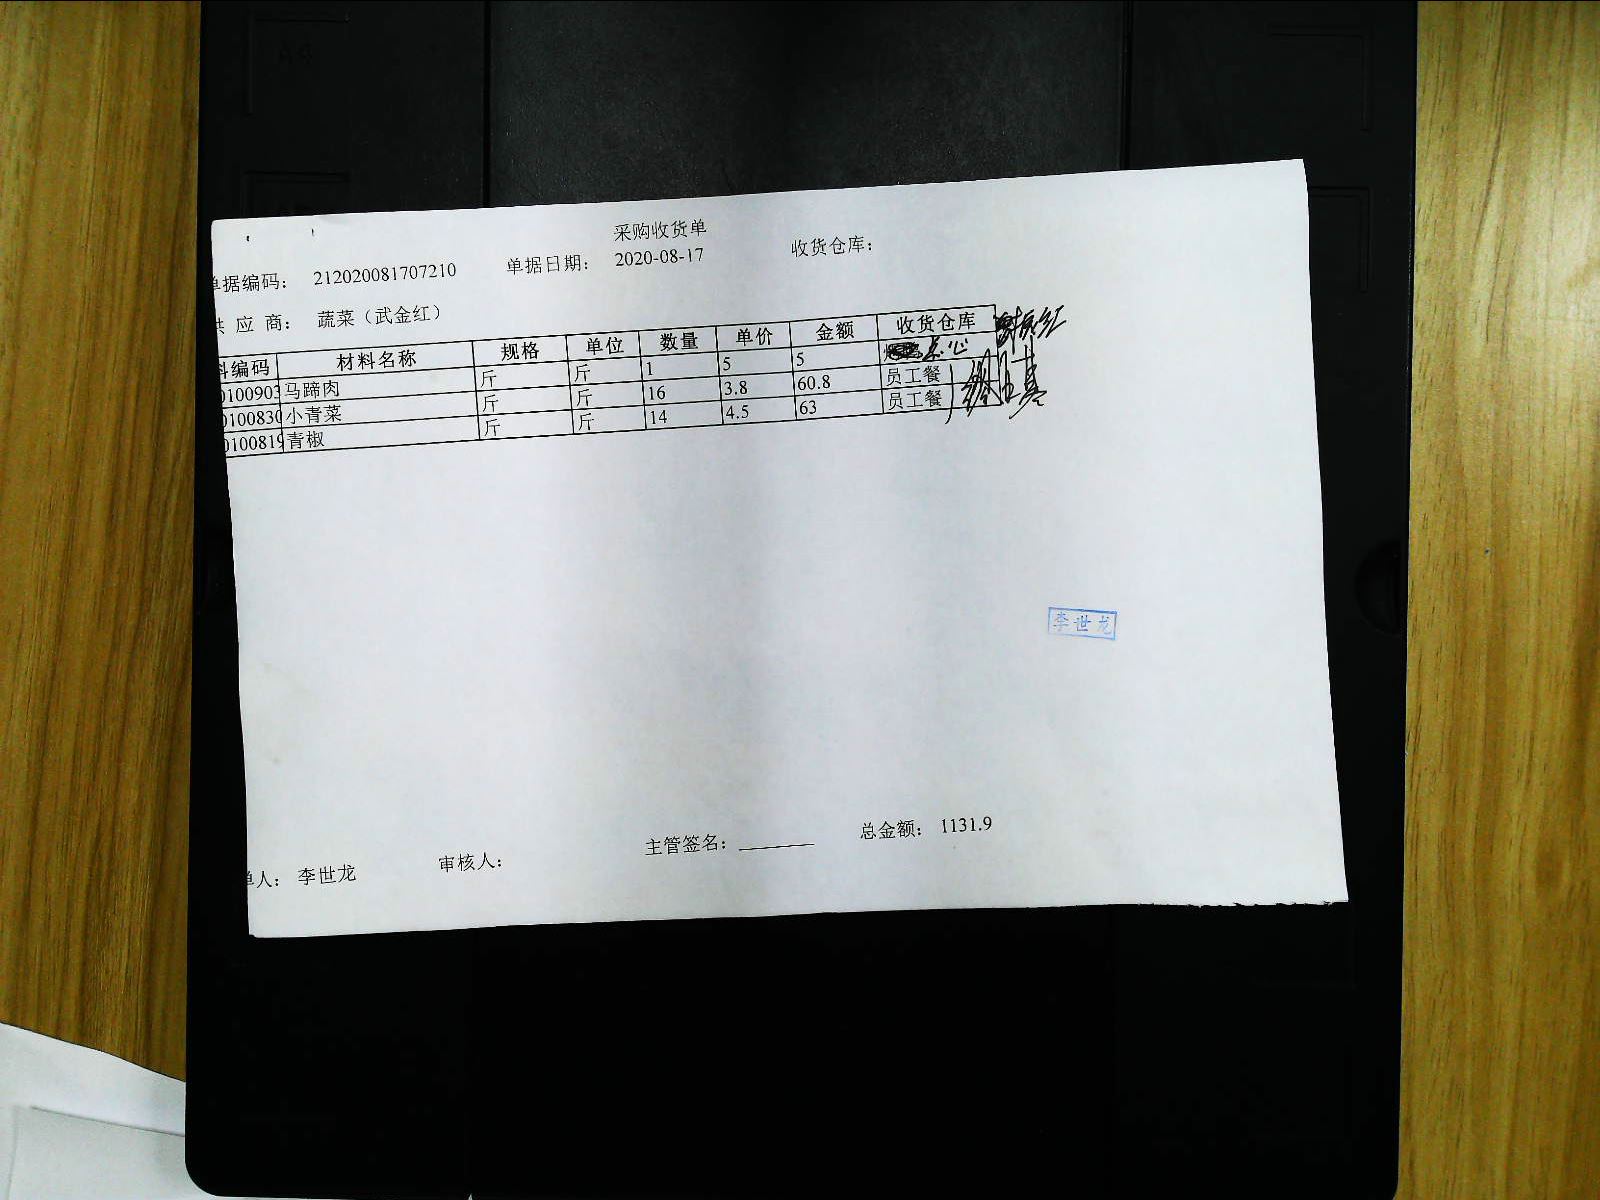 采购收货单
单据编码： 212020081707210 单据日期： 2020-08-17 收货仓库：
供 应 商： 蔬菜（武金红）
料编码 材料名称 规格 单位 数量 单价 金额 收货仓库
0100903 马蹄肉 斤 斤 1 5 5 点心
0100830 小青菜 斤 斤 16 3.8 60.8 员工餐
0100819 青椒 斤 斤 14 4.5 63 员工餐
李世龙
单人： 李世龙 审核人： 主管签名： 总金额： 1131.9